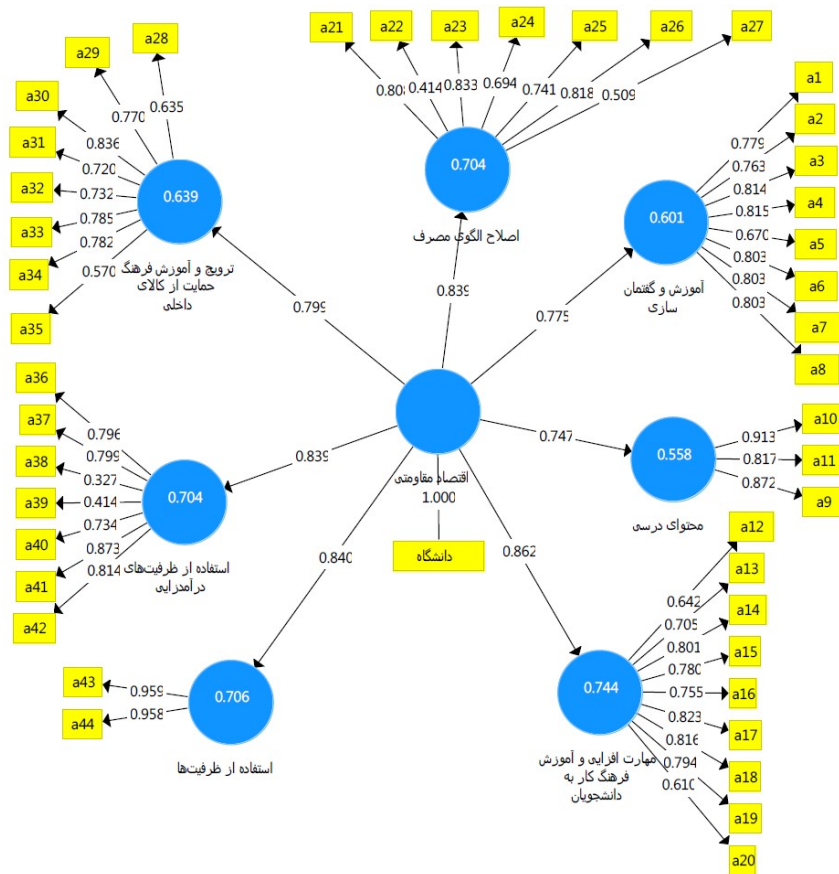 a28
a29
a30
a31
a32
a33
a34
a35
0.635
0.770
0.836
0.720
0.732
0.785
0.782
0.570
0.639
ترویج و آموزش فرهنگ
حمایت از کالای
داخلی
0.799
a21
a22
a23
a24
a25
a26
a27
0.808
0.414
0.833
0.694
0.741
0.818
0.509
0.704
اصلاح الگوی مصرف
0.839
a1
a2
a3
a4
a5
a6
a7
a8
0.779
0.763
0.814
0.815
0.670
0.803
0.803
0.803
0.601
آموزش و گفتمان
سازی
0.775
a36
a37
a38
a39
a40
a41
a42
0.796
0.799
0.327
0.414
0.734
0.873
0.814
0.704
استفاده از ظرفیت‌های
درآمدزایی
0.839
اقتصاد مقاومتی
1.000
دانشگاه
0.747
0.558
محتوای درسی
0.913
0.817
0.872
a10
a11
a9
0.840
0.706
استفاده از ظرفیت‌ها
0.959
0.958
a43
a44
0.862
0.744
مهارت افزایی و آموزش
فرهنگ کار به
دانشجویان
0.642
0.705
0.801
0.780
0.755
0.823
0.816
0.794
0.610
a12
a13
a14
a15
a16
a17
a18
a19
a20